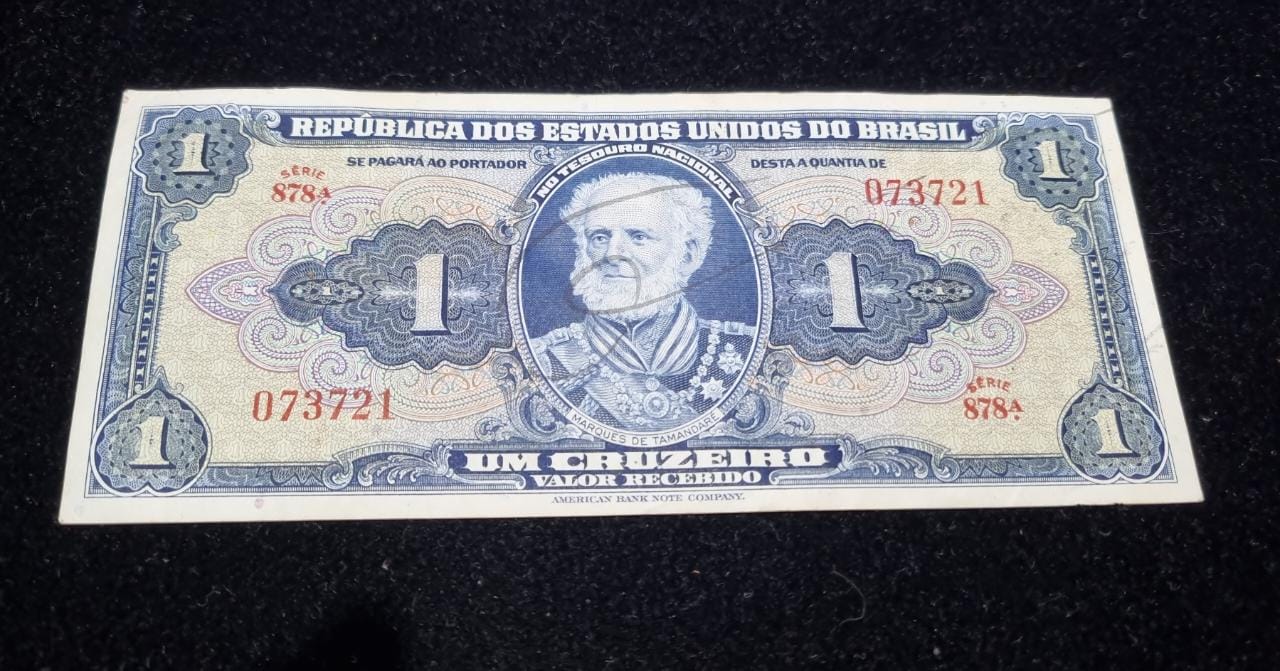 REPÚBLICA DOS ESTADOS UNIDOS DO BRASIL
1
1
SE PAGARÁ AO PORTADOR
NO TESOURO NACIONAL
DESTA A QUANTIA DE
SÉRIE
878A
073721
1
1
1
1
073721
SÉRIE
878A
MARQUES DE TAMANDARÉ
1
1
UM CRUZEIRO
VALOR RECEBIDO
AMERICAN BANK NOTE COMPANY.